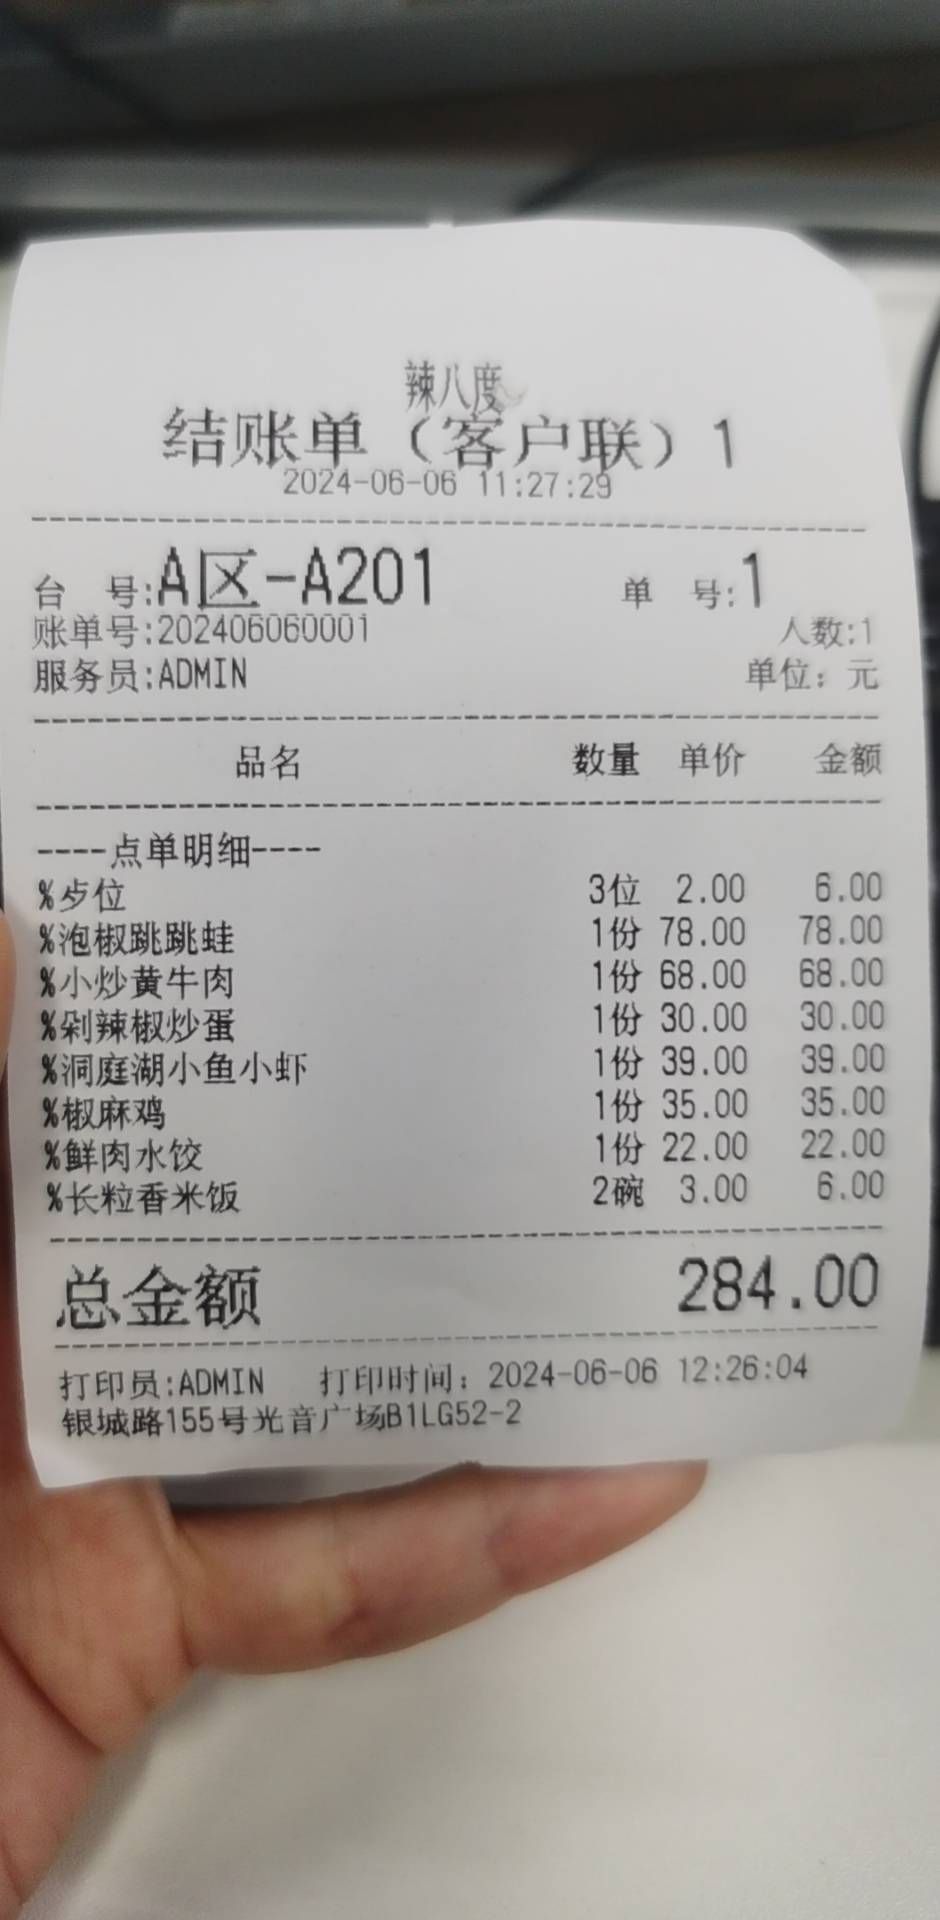 辣八度
结账单（客户联）1
2024-06-06 11:27:29
台 号:A区-A201 单 号:1
账单号:202406060001 人数:1
服务员:ADMIN 单位：元
品名 数量 单价 金额
----点单明细----
%歺位 3位 2.00 6.00
%泡椒跳跳蛙 1份 78.00 78.00
%小炒黄牛肉 1份 68.00 68.00
%剁辣椒炒蛋 1份 30.00 30.00
%洞庭湖小鱼小虾 1份 39.00 39.00
%椒麻鸡 1份 35.00 35.00
%鲜肉水饺 1份 22.00 22.00
%长粒香米饭 2碗 3.00 6.00
总金额 284.00
打印员:ADMIN 打印时间：2024-06-06 12:26:04
银城路155号光音广场B1LG52-2